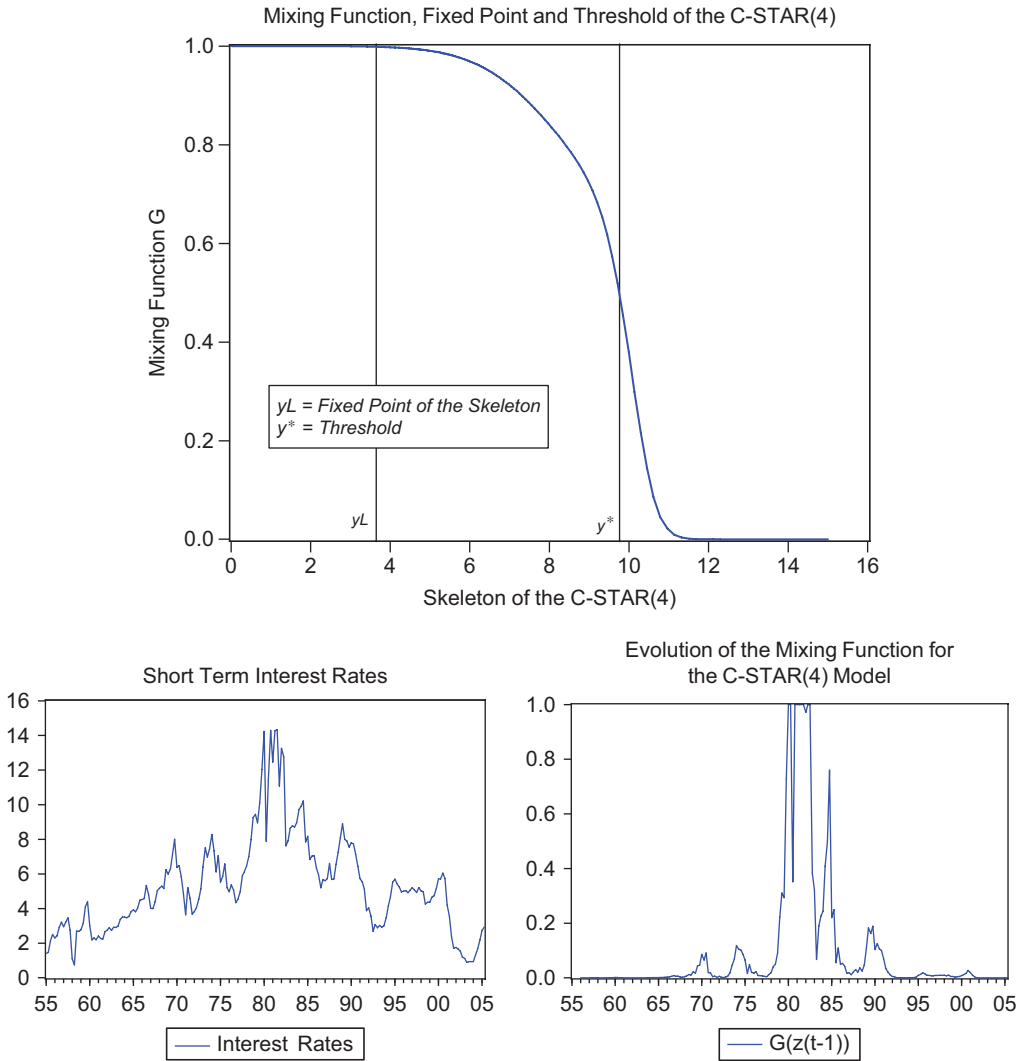 Mixing Function, Fixed Point and Threshold of the C-STAR(4)
1.0
0.8
0.6
0.4
0.2
0.0
Mixing Function G
yL = Fixed Point of the Skeleton
y* = Threshold
yL
y*
0 2 4 6 8 10 12 14 16
Skeleton of the C-STAR(4)
Short Term Interest Rates
16
14
12
10
8
6
4
2
0
55 60 65 70 75 80 85 90 95 00 05
Interest Rates
Evolution of the Mixing Function for
the C-STAR(4) Model
1.0
0.8
0.6
0.4
0.2
0.0
55 60 65 70 75 80 85 90 95 00 05
G(z(t-1))